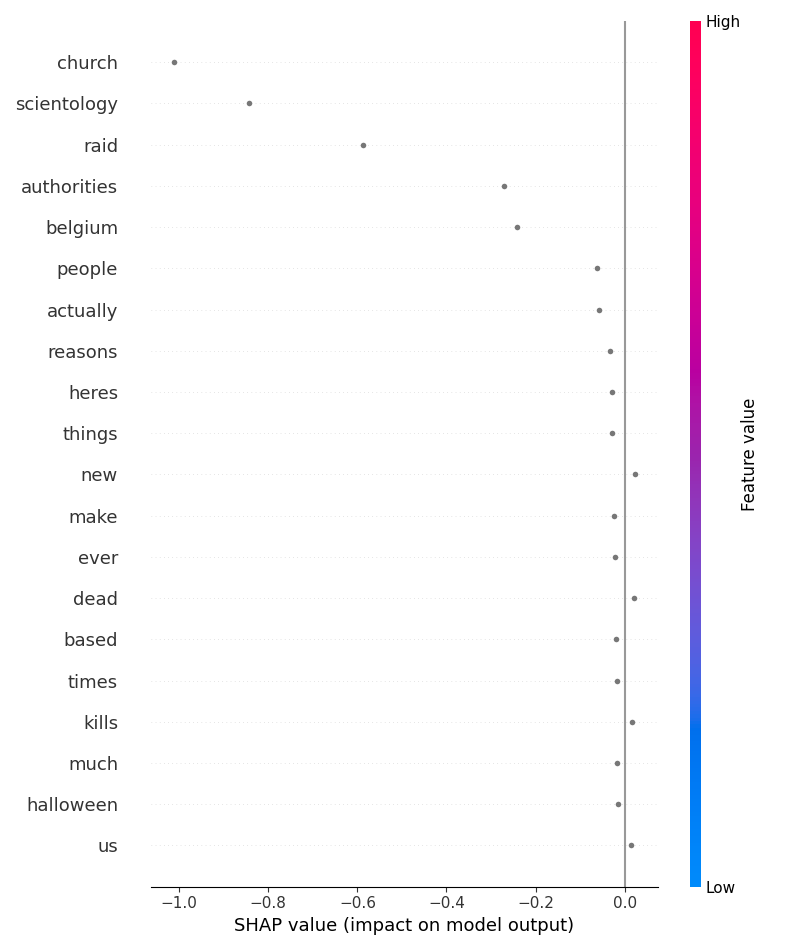 High
church
scientology
raid
authorities
belgium
people
actually
reasons
heres
things
new
make
ever
dead
based
times
kills
much
halloween
us
Feature value
Low
−1.0 −0.8 −0.6 −0.4 −0.2 0.0
SHAP value (impact on model output)